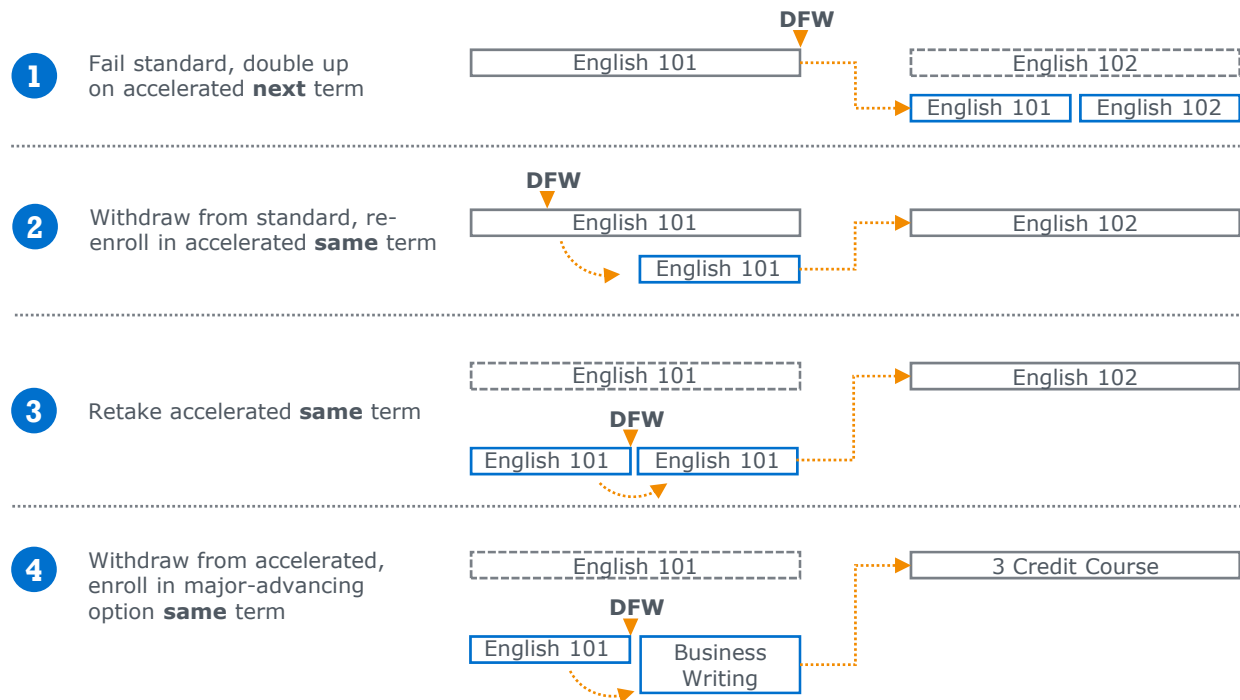 1
Fail standard, double up
on accelerated next term
DFW
English 101
English 102
English 101
English 102
2
Withdraw from standard, re-
enroll in accelerated same term
DFW
English 101
English 101
English 102
3
Retake accelerated same term
English 101
DFW
English 101
English 101
English 102
4
Withdraw from accelerated,
enroll in major-advancing
option same term
English 101
DFW
English 101
Business
Writing
3 Credit Course